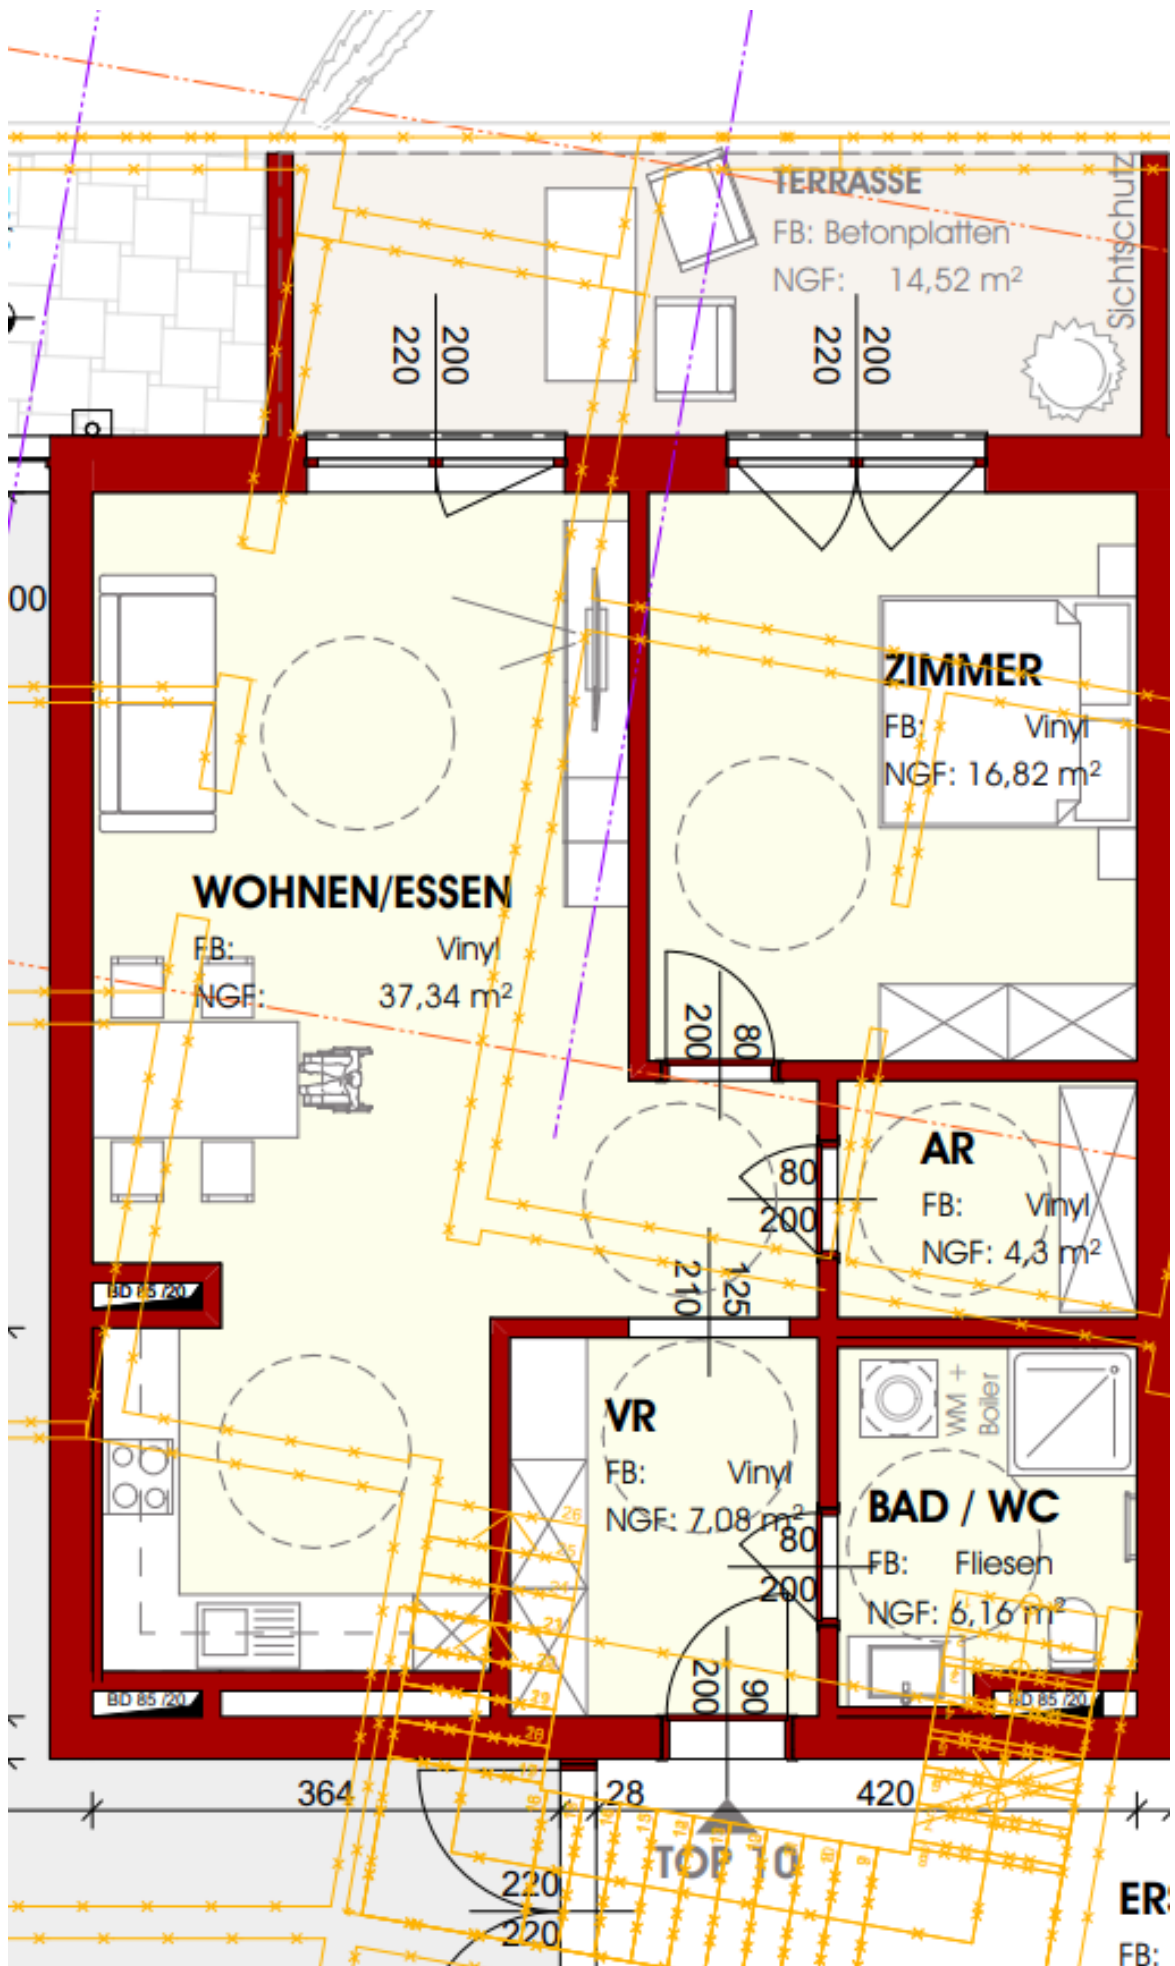 TERRASSE
FB: Betonplatten
NGF: 14,52 m²
Sichtschutz
200
220
200
220
00
ZIMMER
FB: Vinyl
NGF: 16,82 m²
WOHNEN/ESSEN
FB: Vinyl
NGF: 37,34 m²
80
200
AR
FB: Vinyl
NGF: 4,3 m²
80
200
125
210
BD 85 /20
WM +
Boiler
VR
FB: Vinyl
NGF: 7,08 m²
BAD / WC
FB: Fliesen
NGF: 6,16 m²
80
200
26
25
21
90
200
BD 85 /20
BD 85 /20
364
28
420
TOP 10
220
220
ERS
FB: